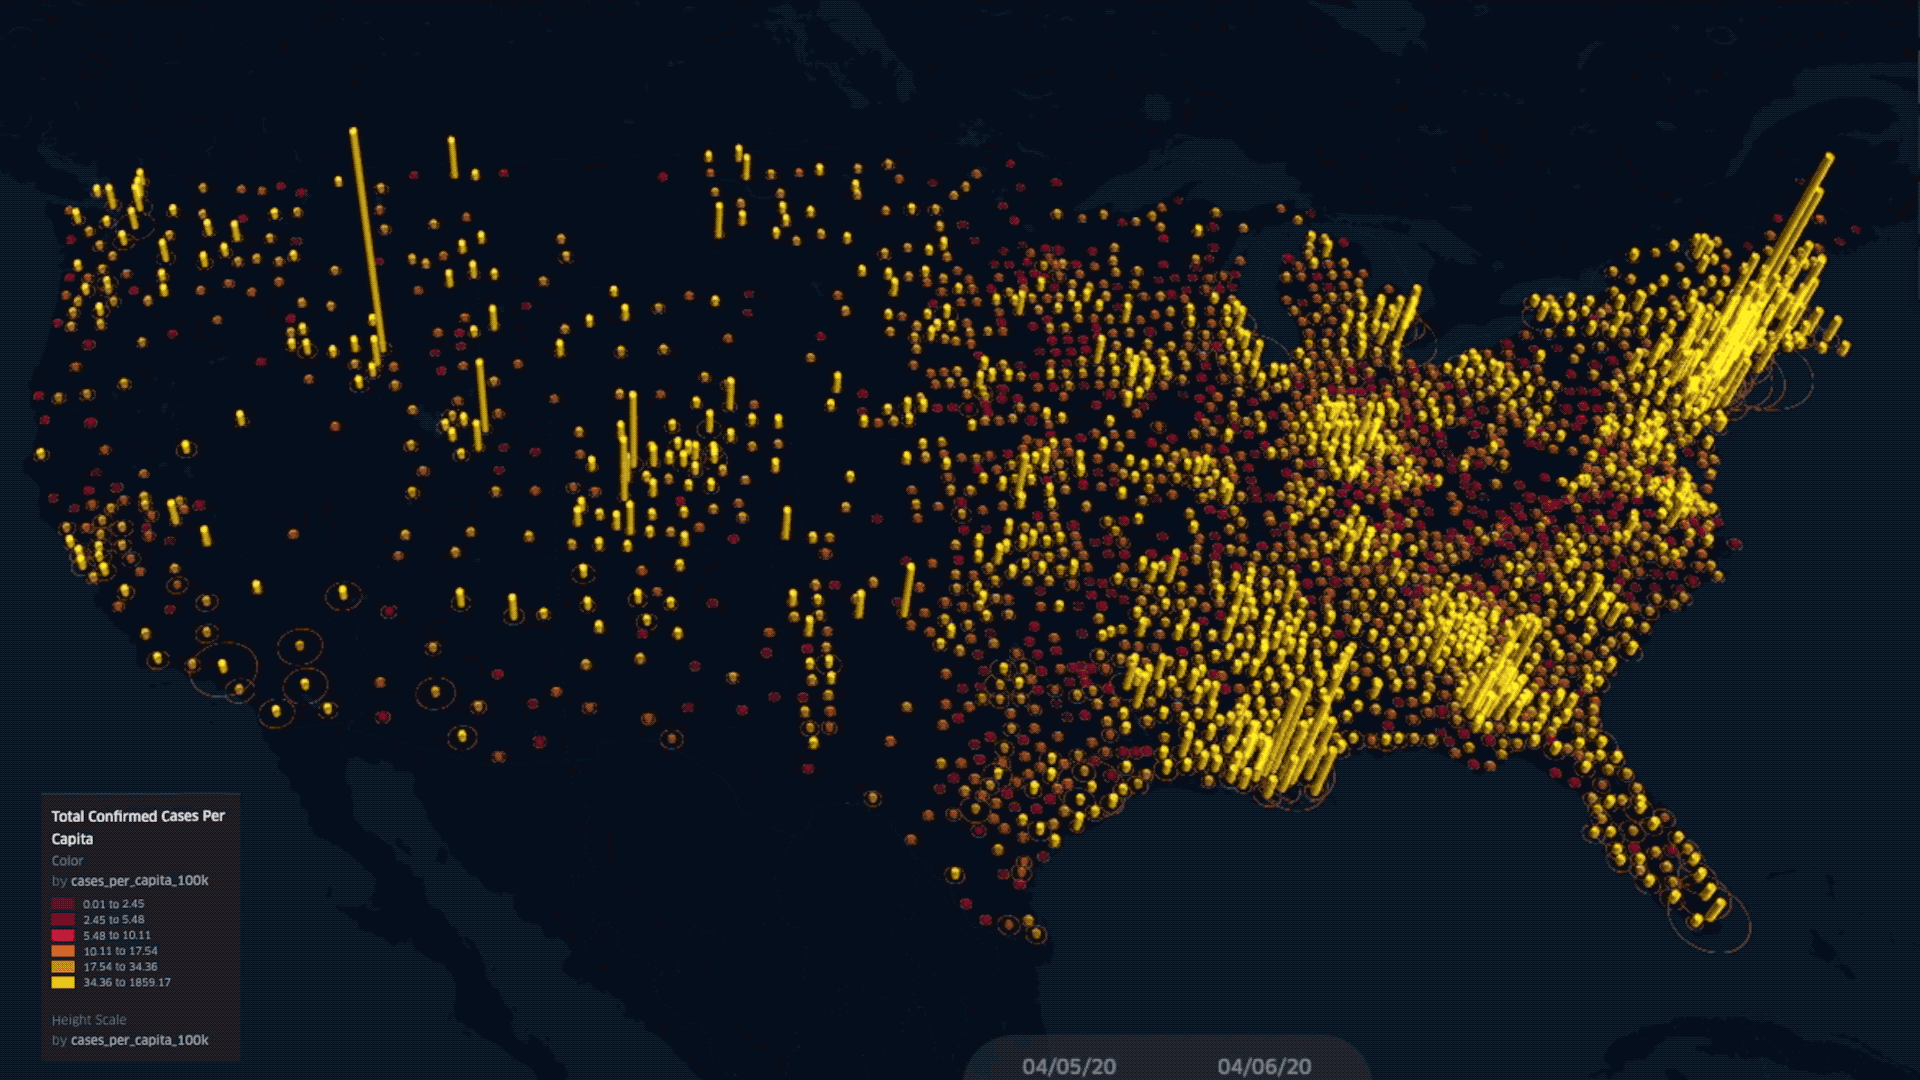 Total Confirmed Cases Per
Capita
Color
by cases_per_capita_100k
0.01 to 2.45
2.45 to 5.48
5.48 to 10.11
10.11 to 17.54
17.54 to 34.36
34.36 to 1859.17
Height Scale
by cases_per_capita_100k
04/05/20 04/06/20